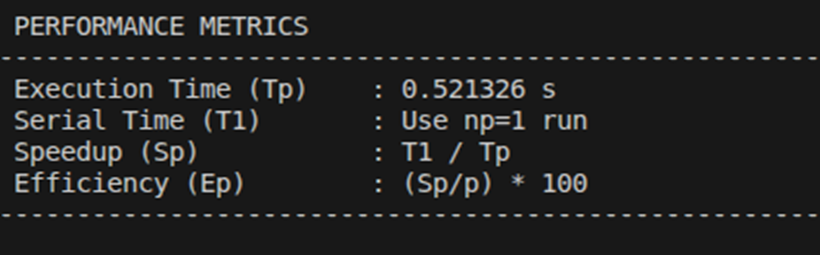 PERFORMANCE METRICS
--------------------------------------------------------
Execution Time (Tp)    : 0.521326 s
Serial Time (T1)       : Use np=1 run
Speedup (Sp)           : T1 / Tp
Efficiency (Ep)        : (Sp/p) * 100
--------------------------------------------------------